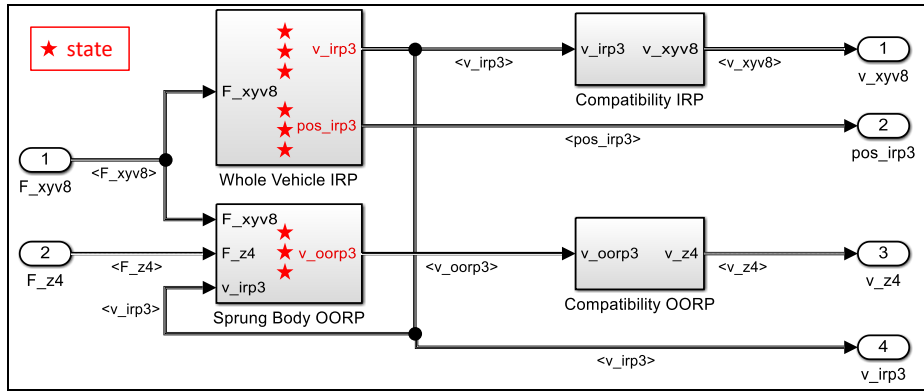 ★ state
v_irp3
F_xyv8
pos_irp3
Whole Vehicle IRP
<v_irp3>
v_irp3
v_xyv8
Compatibility IRP
<v_xyv8>
1
v_xyv8
<pos_irp3>
2
pos_irp3
1
F_xyv8
<F_xyv8>
2
F_z4
<F_z4>
<v_irp3>
F_xyv8
F_z4
v_irp3
v_oorp3
Sprung Body OORP
<v_oorp3>
v_oorp3
v_z4
Compatibility OORP
<v_z4>
3
v_z4
<v_irp3>
4
v_irp3